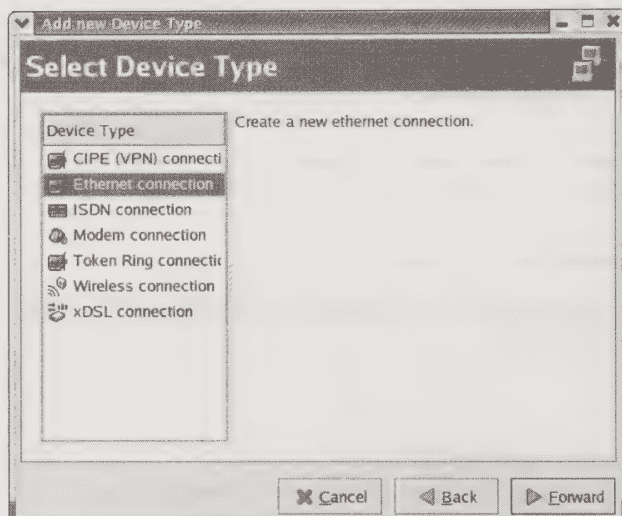 Add new Device Type
Select Device Type
Device Type
CIPE (VPN) connecti
Ethernet connection
ISDN connection
Modem connection
Token Ring connectic
Wireless connection
xDSL connection
Create a new ethernet connection.
Cancel
Back
Forward